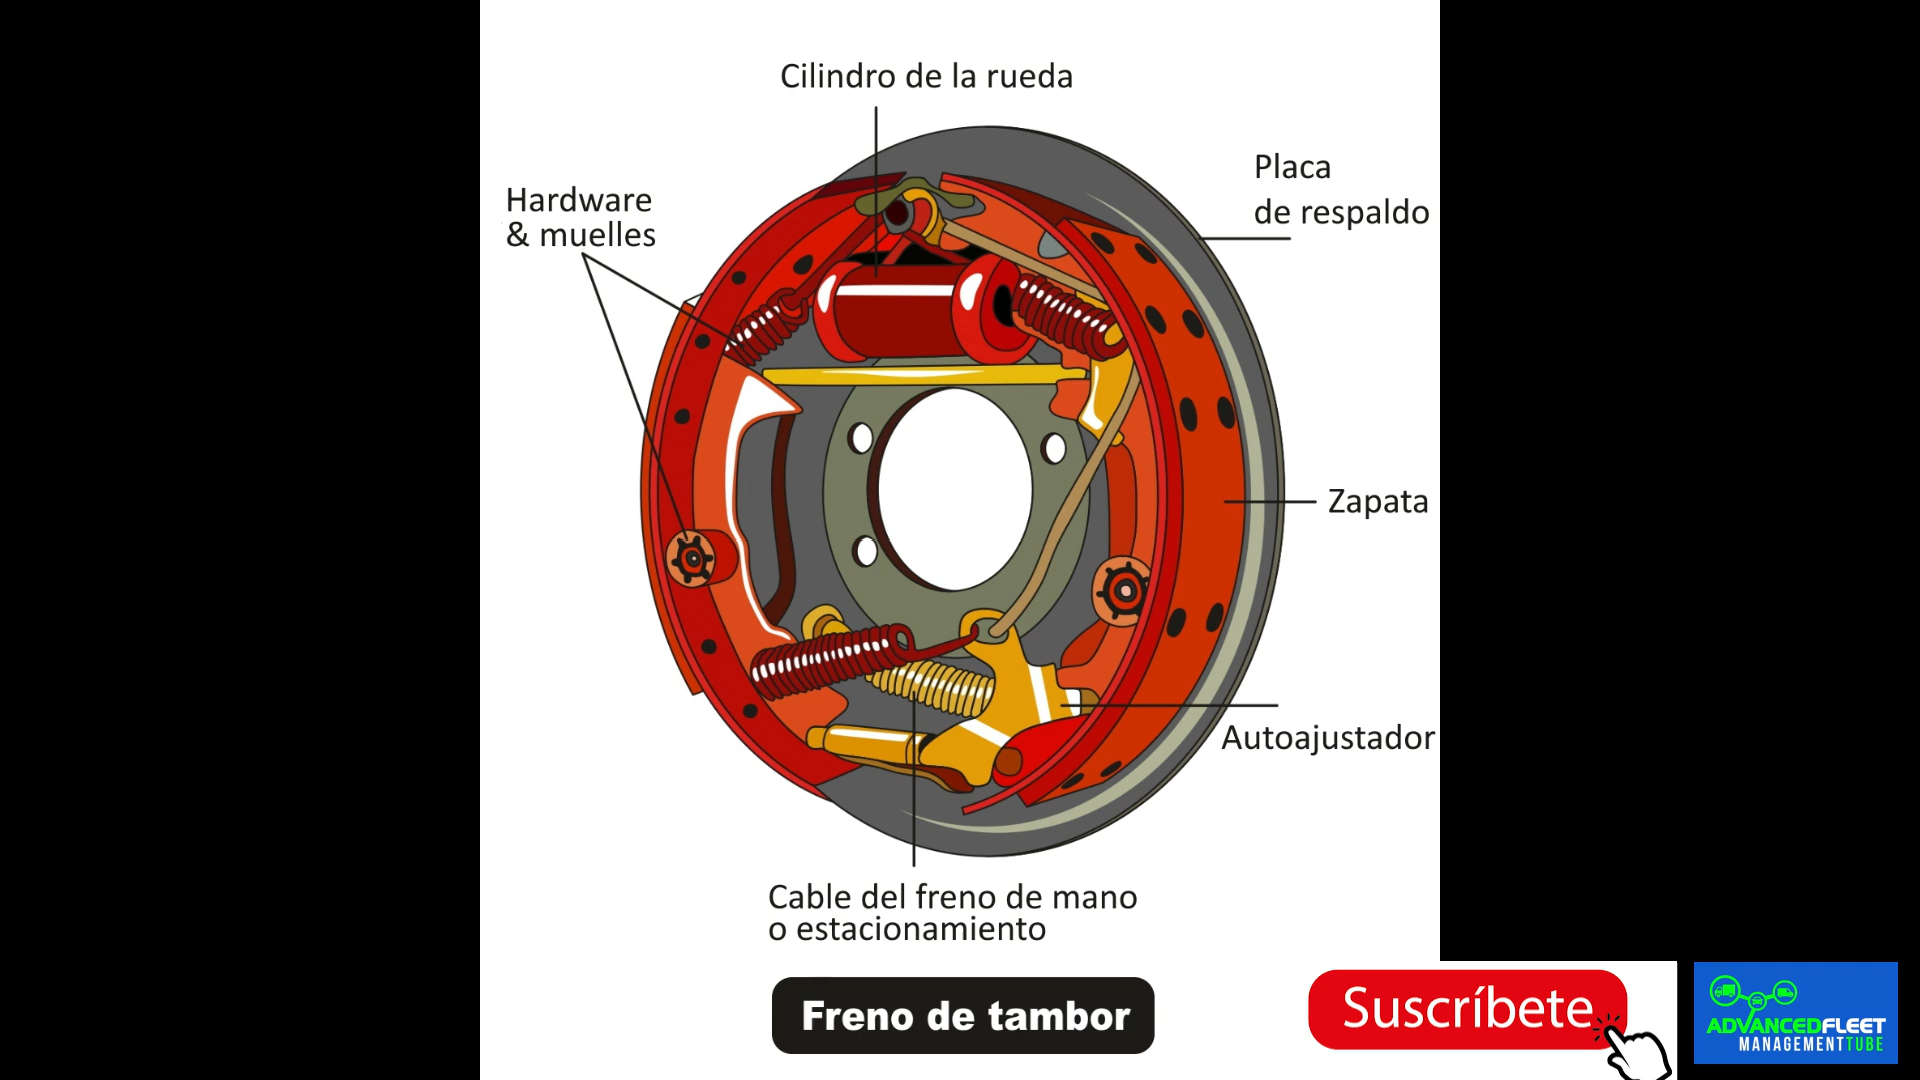 Cilindro de la rueda
Placa
de respaldo
Hardware
& muelles
Zapata
Autoajustador
Cable del freno de mano
o estacionamiento
Freno de tambor
Suscríbete
ADVANCEDFLEET
MANAGEMENTTUBE